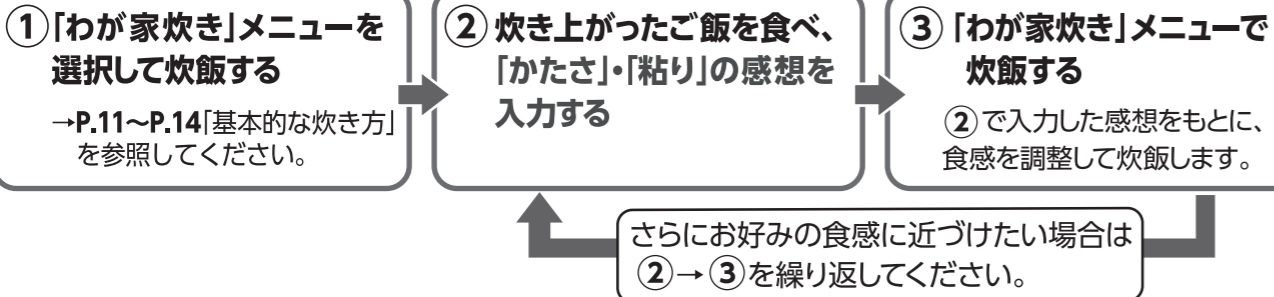 ①「わが家炊き」メニューを
選択して炊飯する
→P.11～P.14「基本的な炊き方」
を参照してください。
②炊き上がったご飯を食べ、
「かたさ」・「粘り」の感想を
入力する
③「わが家炊き」メニューで
炊飯する
②で入力した感想をもとに、
食感を調整して炊飯します。
さらにお好みの食感に近づけたい場合は
②→③を繰り返してください。